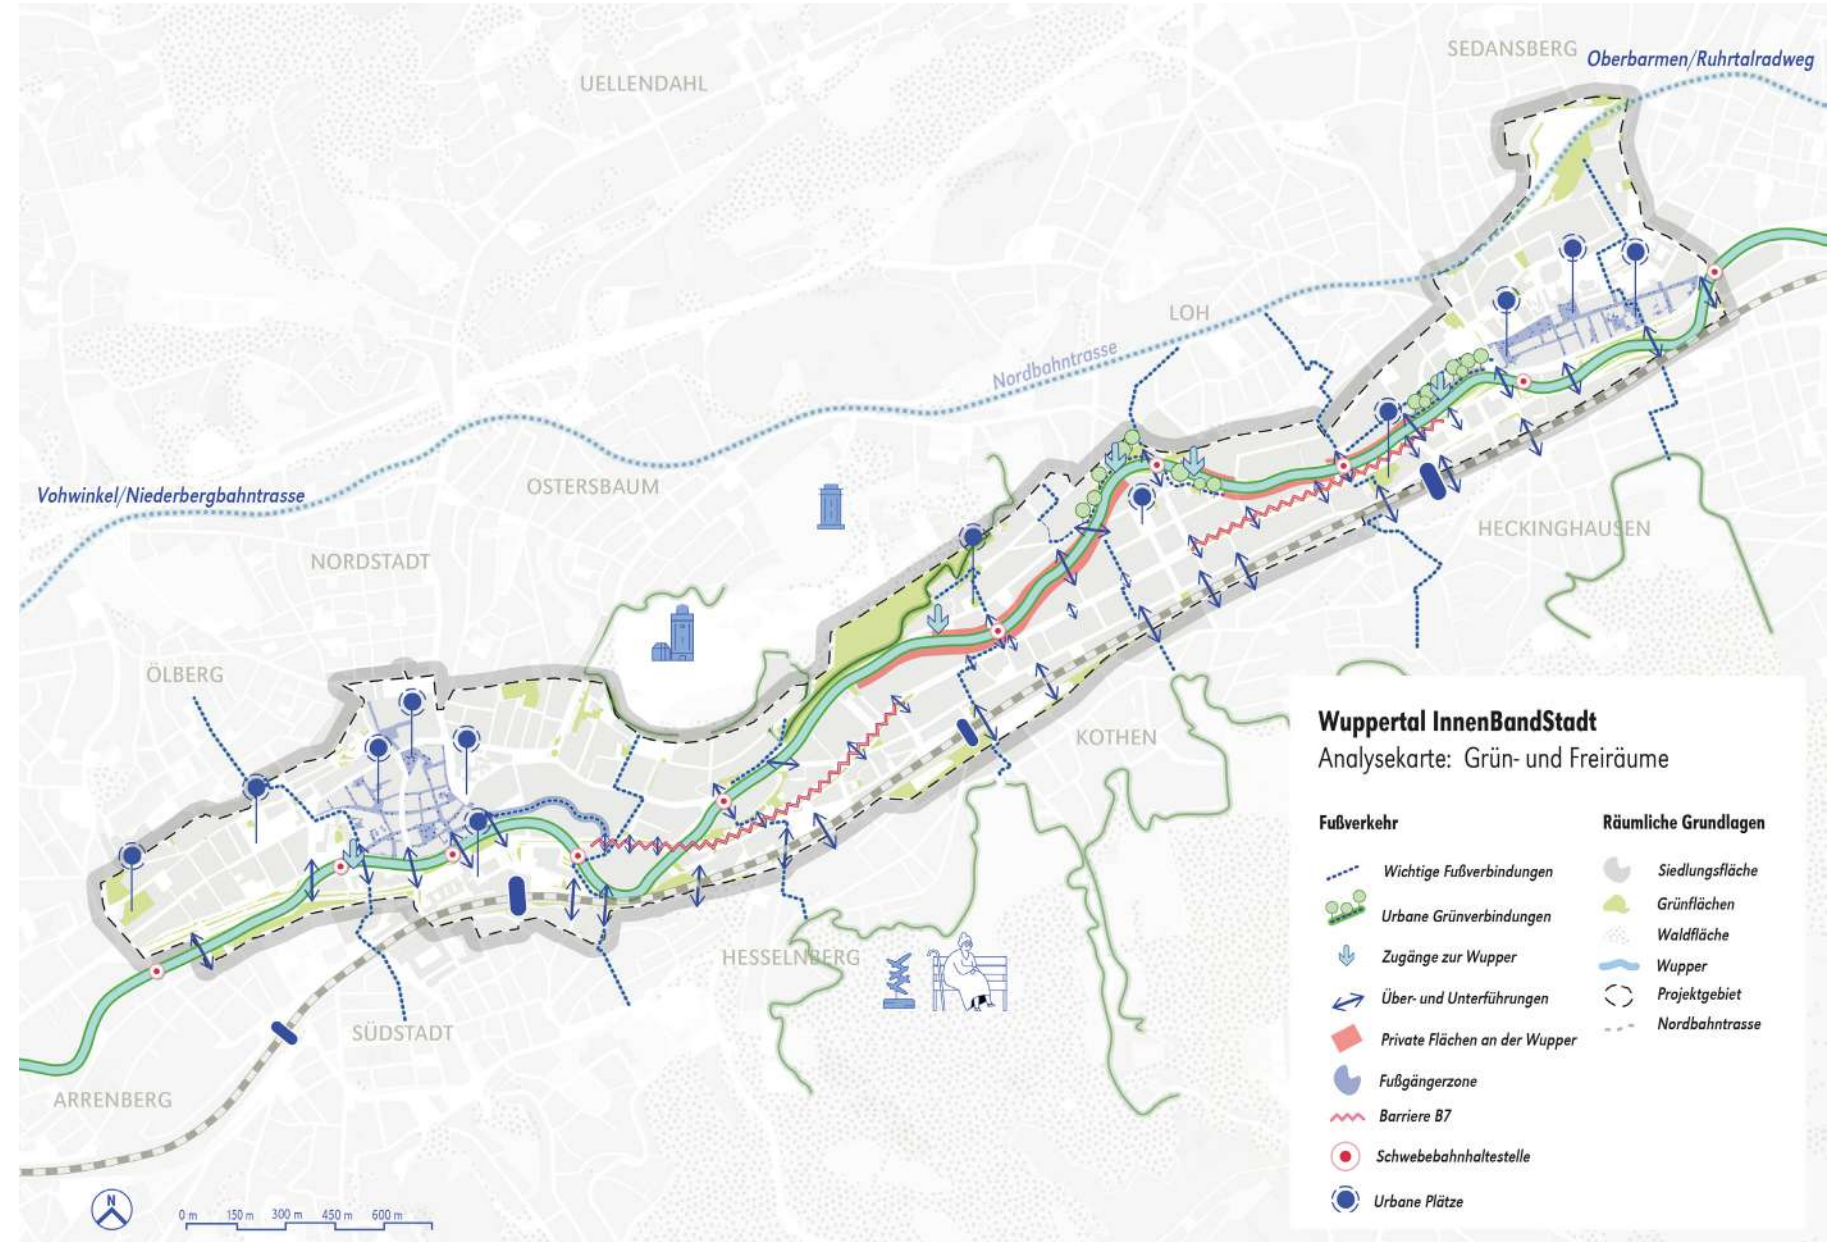 SEDANSBERG
Oberbarmen/Ruhrtalradweg
UELLENDAHL
LOH
Nordbahntrasse
Vohwinkel/Niederbergbahntrasse
OSTERSBAUM
NORDSTADT
HECKINGHAUSEN
ÖLBERG
KOTHEN
HESSELNBERG
SÜDSTADT
ARRENBERG
N
0 m 150 m 300 m 450 m 600 m
Wuppertal InnenBandStadt
Analysekarte: Grün- und Freiräume
Fußverkehr
Wichtige Fußverbindungen
Urbane Grünverbindungen
Zugänge zur Wupper
Über- und Unterführungen
Private Flächen an der Wupper
Fußgängerzone
Barriere B7
Schwebebahnhaltestelle
Urbane Plätze
Räumliche Grundlagen
Siedlungsfläche
Grünflächen
Waldfläche
Wupper
Projektgebiet
Nordbahntrasse